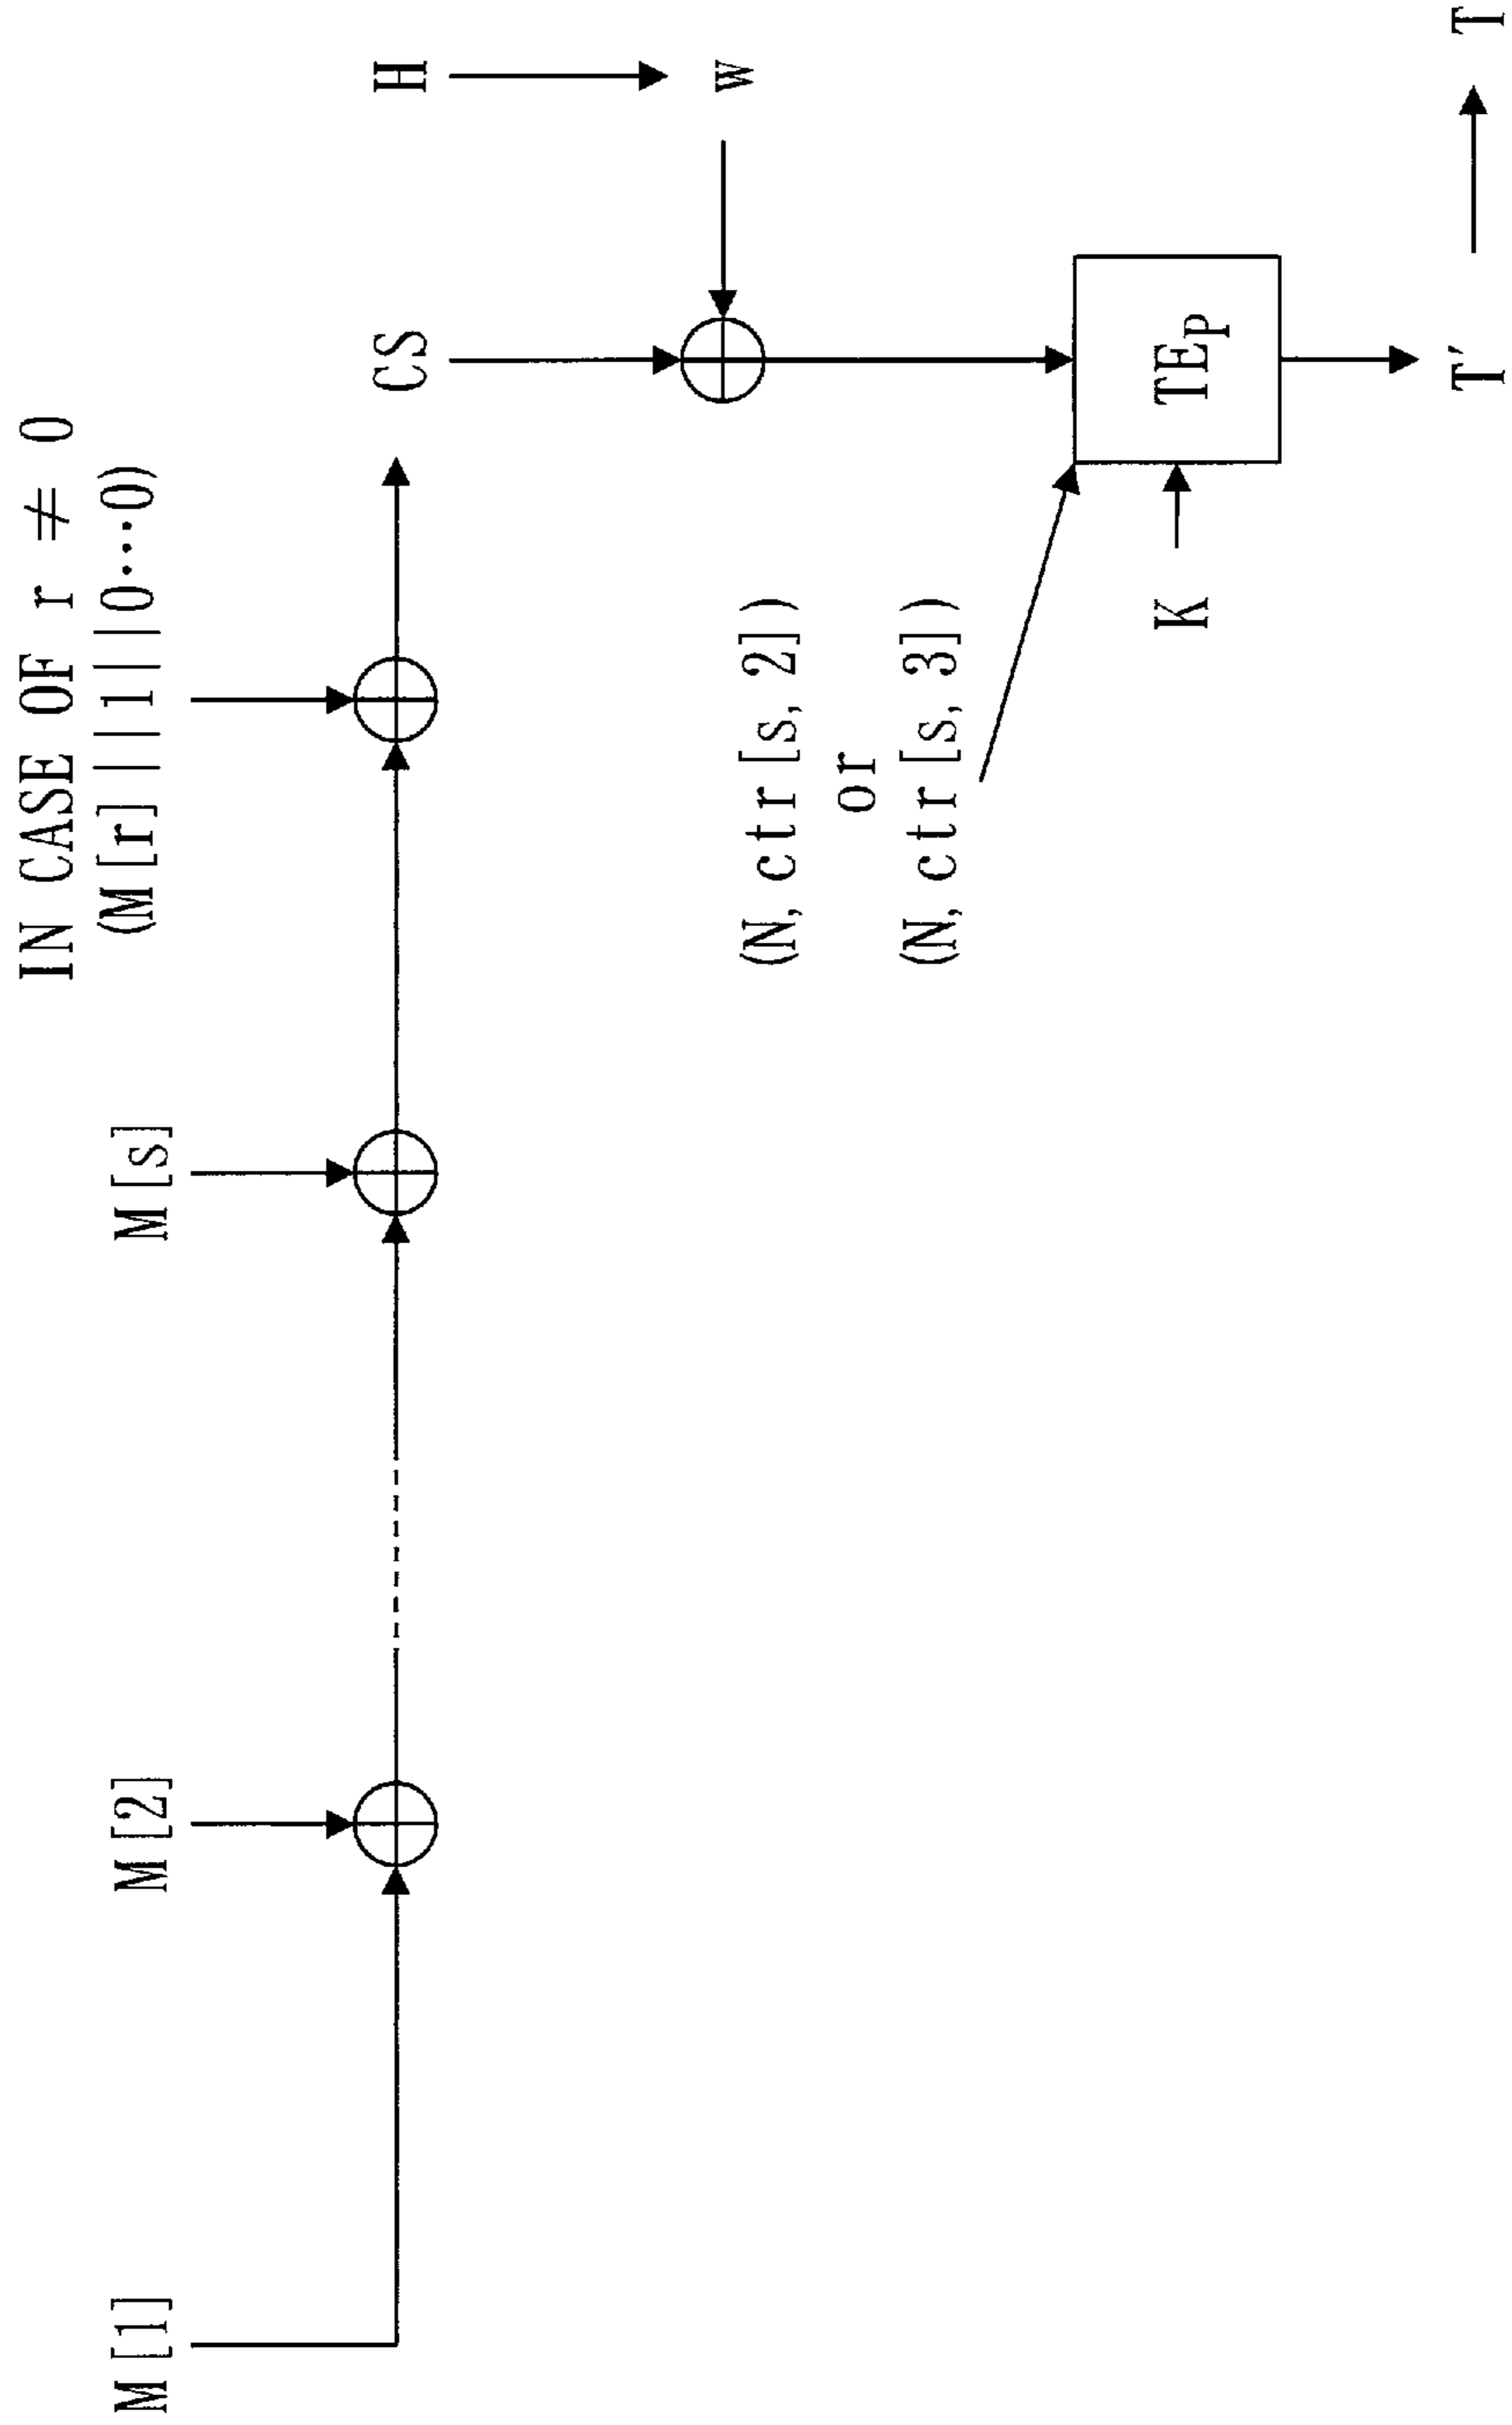 IN CASE OF r ≠ 0
M[1]
M[2]
M[s]
(M[r]||1||0···0)
CS
H
w
(N, ctr[s, 2])
or
(N, ctr[s, 3])
K
TEP
T′
T